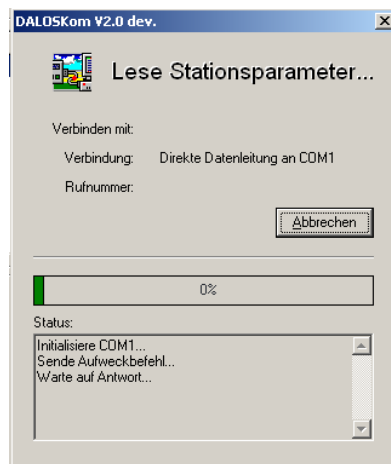 DALOSKom V2.0 dev.
Lese Stationsparameter...
Verbinden mit:
Verbindung: Direkte Datenleitung an COM1
Rufnummer:
Abbrechen
0%
Status:
Initialisiere COM1...
Sende Aufweckbefehl...
Warte auf Antwort...